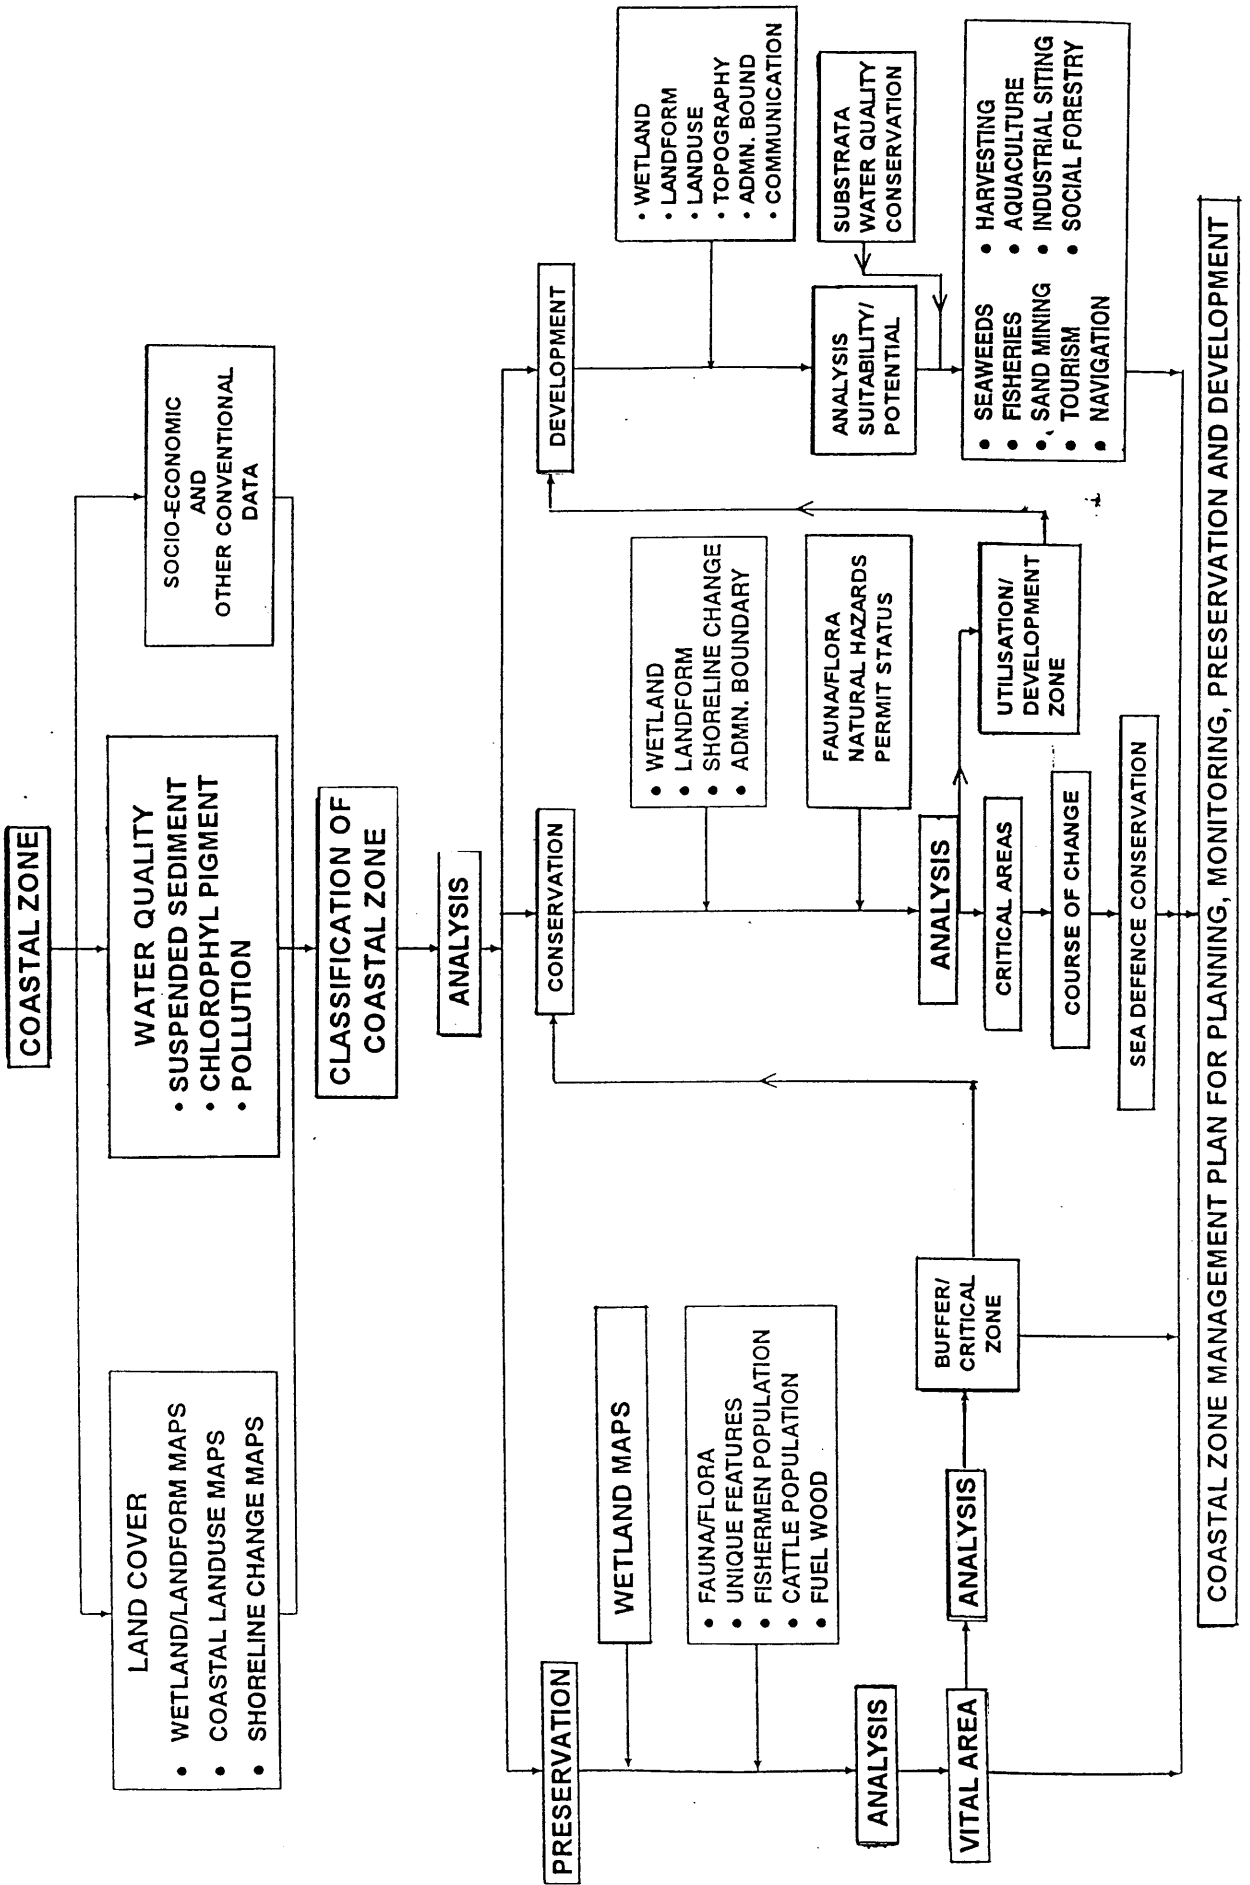 COASTAL ZONE
LAND COVER
• WETLAND/LANDFORM MAPS
• COASTAL LANDUSE MAPS
• SHORELINE CHANGE MAPS
WATER QUALITY
• SUSPENDED SEDIMENT
• CHLOROPHYL PIGMENT
• POLLUTION
SOCIO-ECONOMIC
AND
OTHER CONVENTIONAL
DATA
CLASSIFICATION OF
COASTAL ZONE
ANALYSIS
PRESERVATION
WETLAND MAPS
• FAUNA/FLORA
• UNIQUE FEATURES
• FISHERMEN POPULATION
• CATTLE POPULATION
• FUEL WOOD
ANALYSIS
VITAL AREA
ANALYSIS
BUFFER/
CRITICAL
ZONE
CONSERVATION
• WETLAND
• LANDFORM
• SHORELINE CHANGE
• ADMN. BOUNDARY
FAUNA/FLORA
NATURAL HAZARDS
PERMIT STATUS
ANALYSIS
CRITICAL AREAS
COURSE OF CHANGE
SEA DEFENCE CONSERVATION
UTILISATION/
DEVELOPMENT
ZONE
DEVELOPMENT
• WETLAND
• LANDFORM
• LANDUSE
• TOPOGRAPHY
• ADMN. BOUND
• COMMUNICATION
SUBSTRATA
WATER QUALITY
CONSERVATION
ANALYSIS
SUITABILITY/
POTENTIAL
• SEAWEEDS • HARVESTING
• FISHERIES • AQUACULTURE
• SAND MINING • INDUSTRIAL SITING
• TOURISM • SOCIAL FORESTRY
• NAVIGATION
COASTAL ZONE MANAGEMENT PLAN FOR PLANNING, MONITORING, PRESERVATION AND DEVELOPMENT